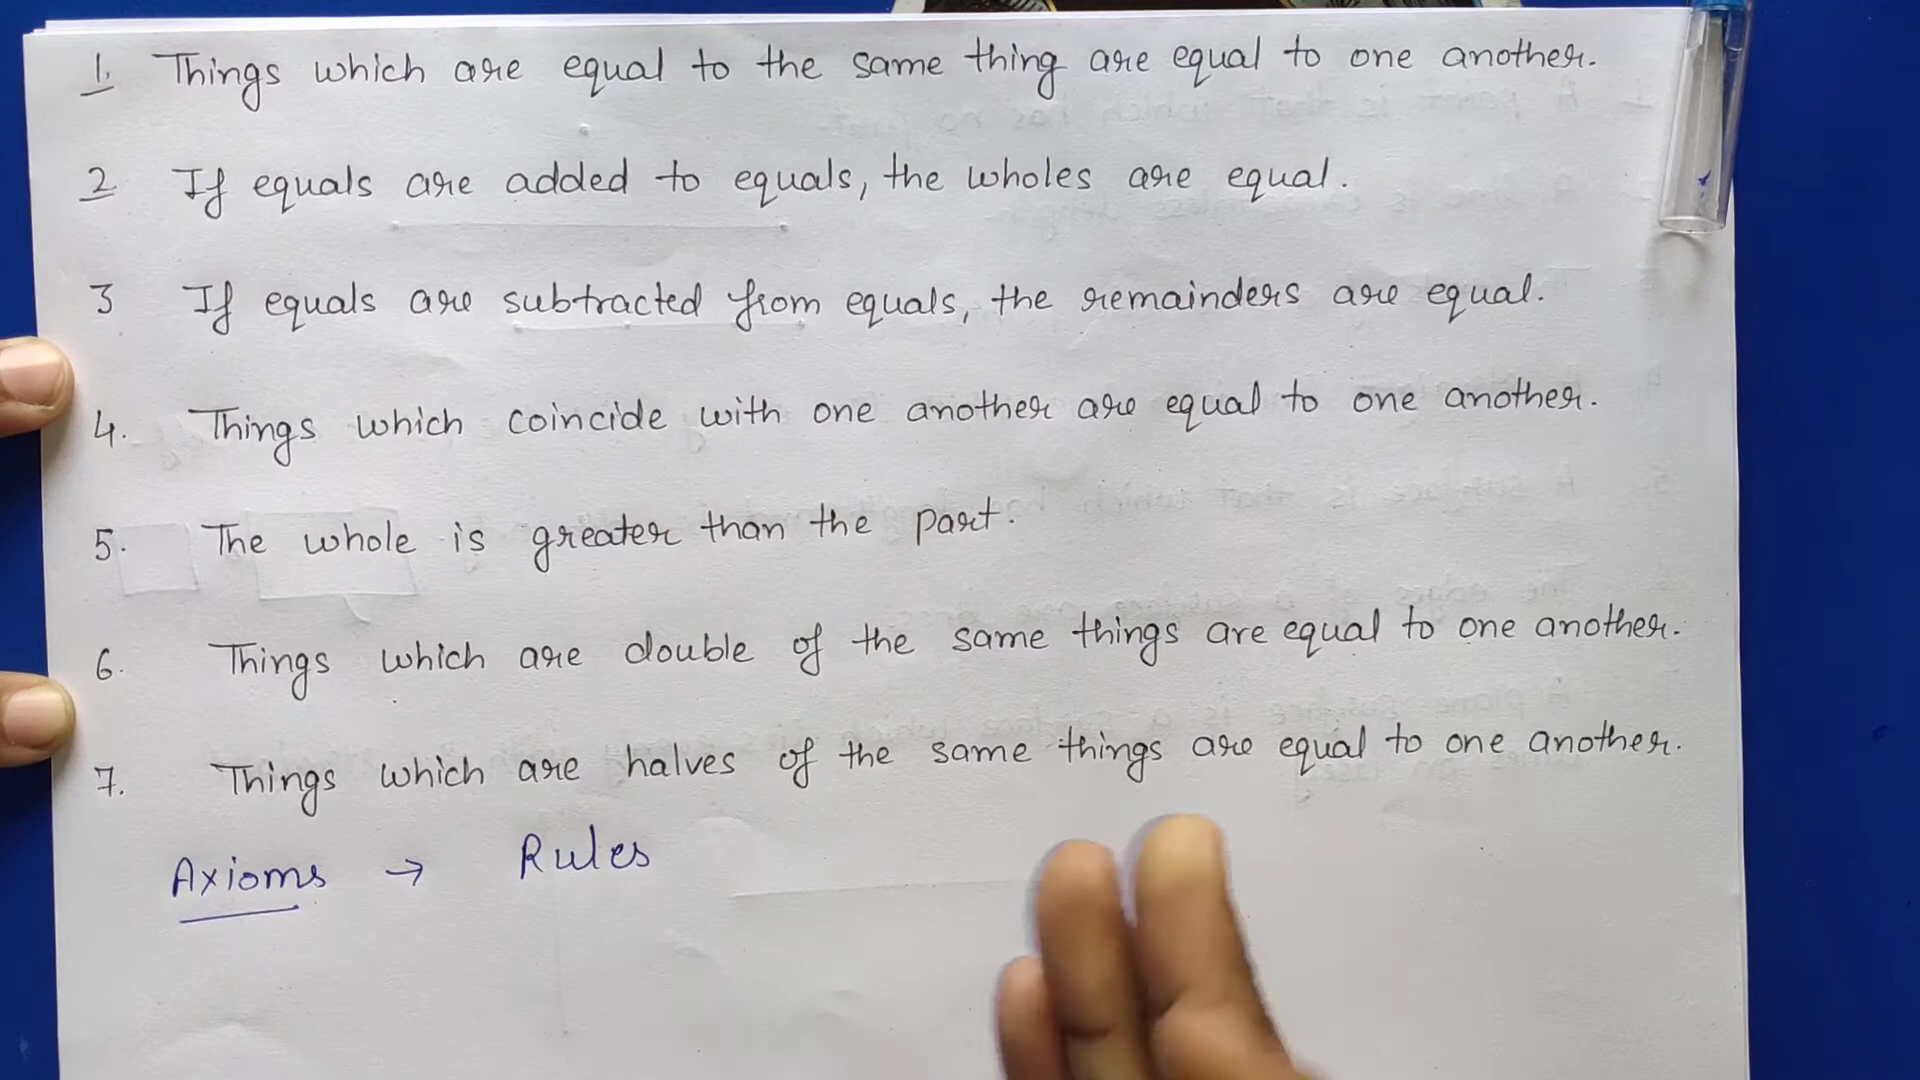 1. Things which are equal to the same thing are equal to one another.
2 If equals are added to equals, the wholes are equal.
3 If equals are subtracted from equals, the remainders are equal.
4. Things which coincide with one another are equal to one another.
5. The whole is greater than the part.
6. Things which are double of the same things are equal to one another.
7. Things which are halves of the same things are equal to one another.
Axioms → Rules